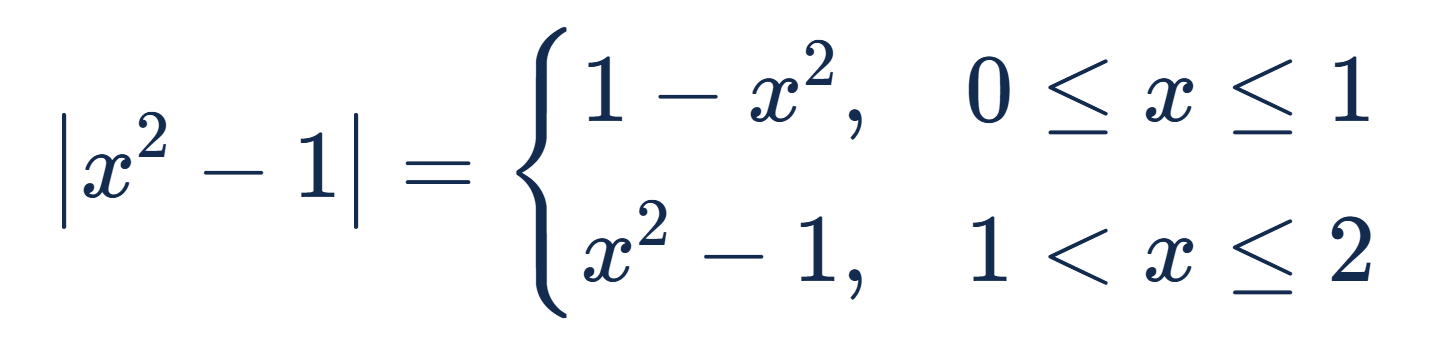 |x² − 1| = { 1 − x², 0 ≤ x ≤ 1
x² − 1, 1 < x ≤ 2